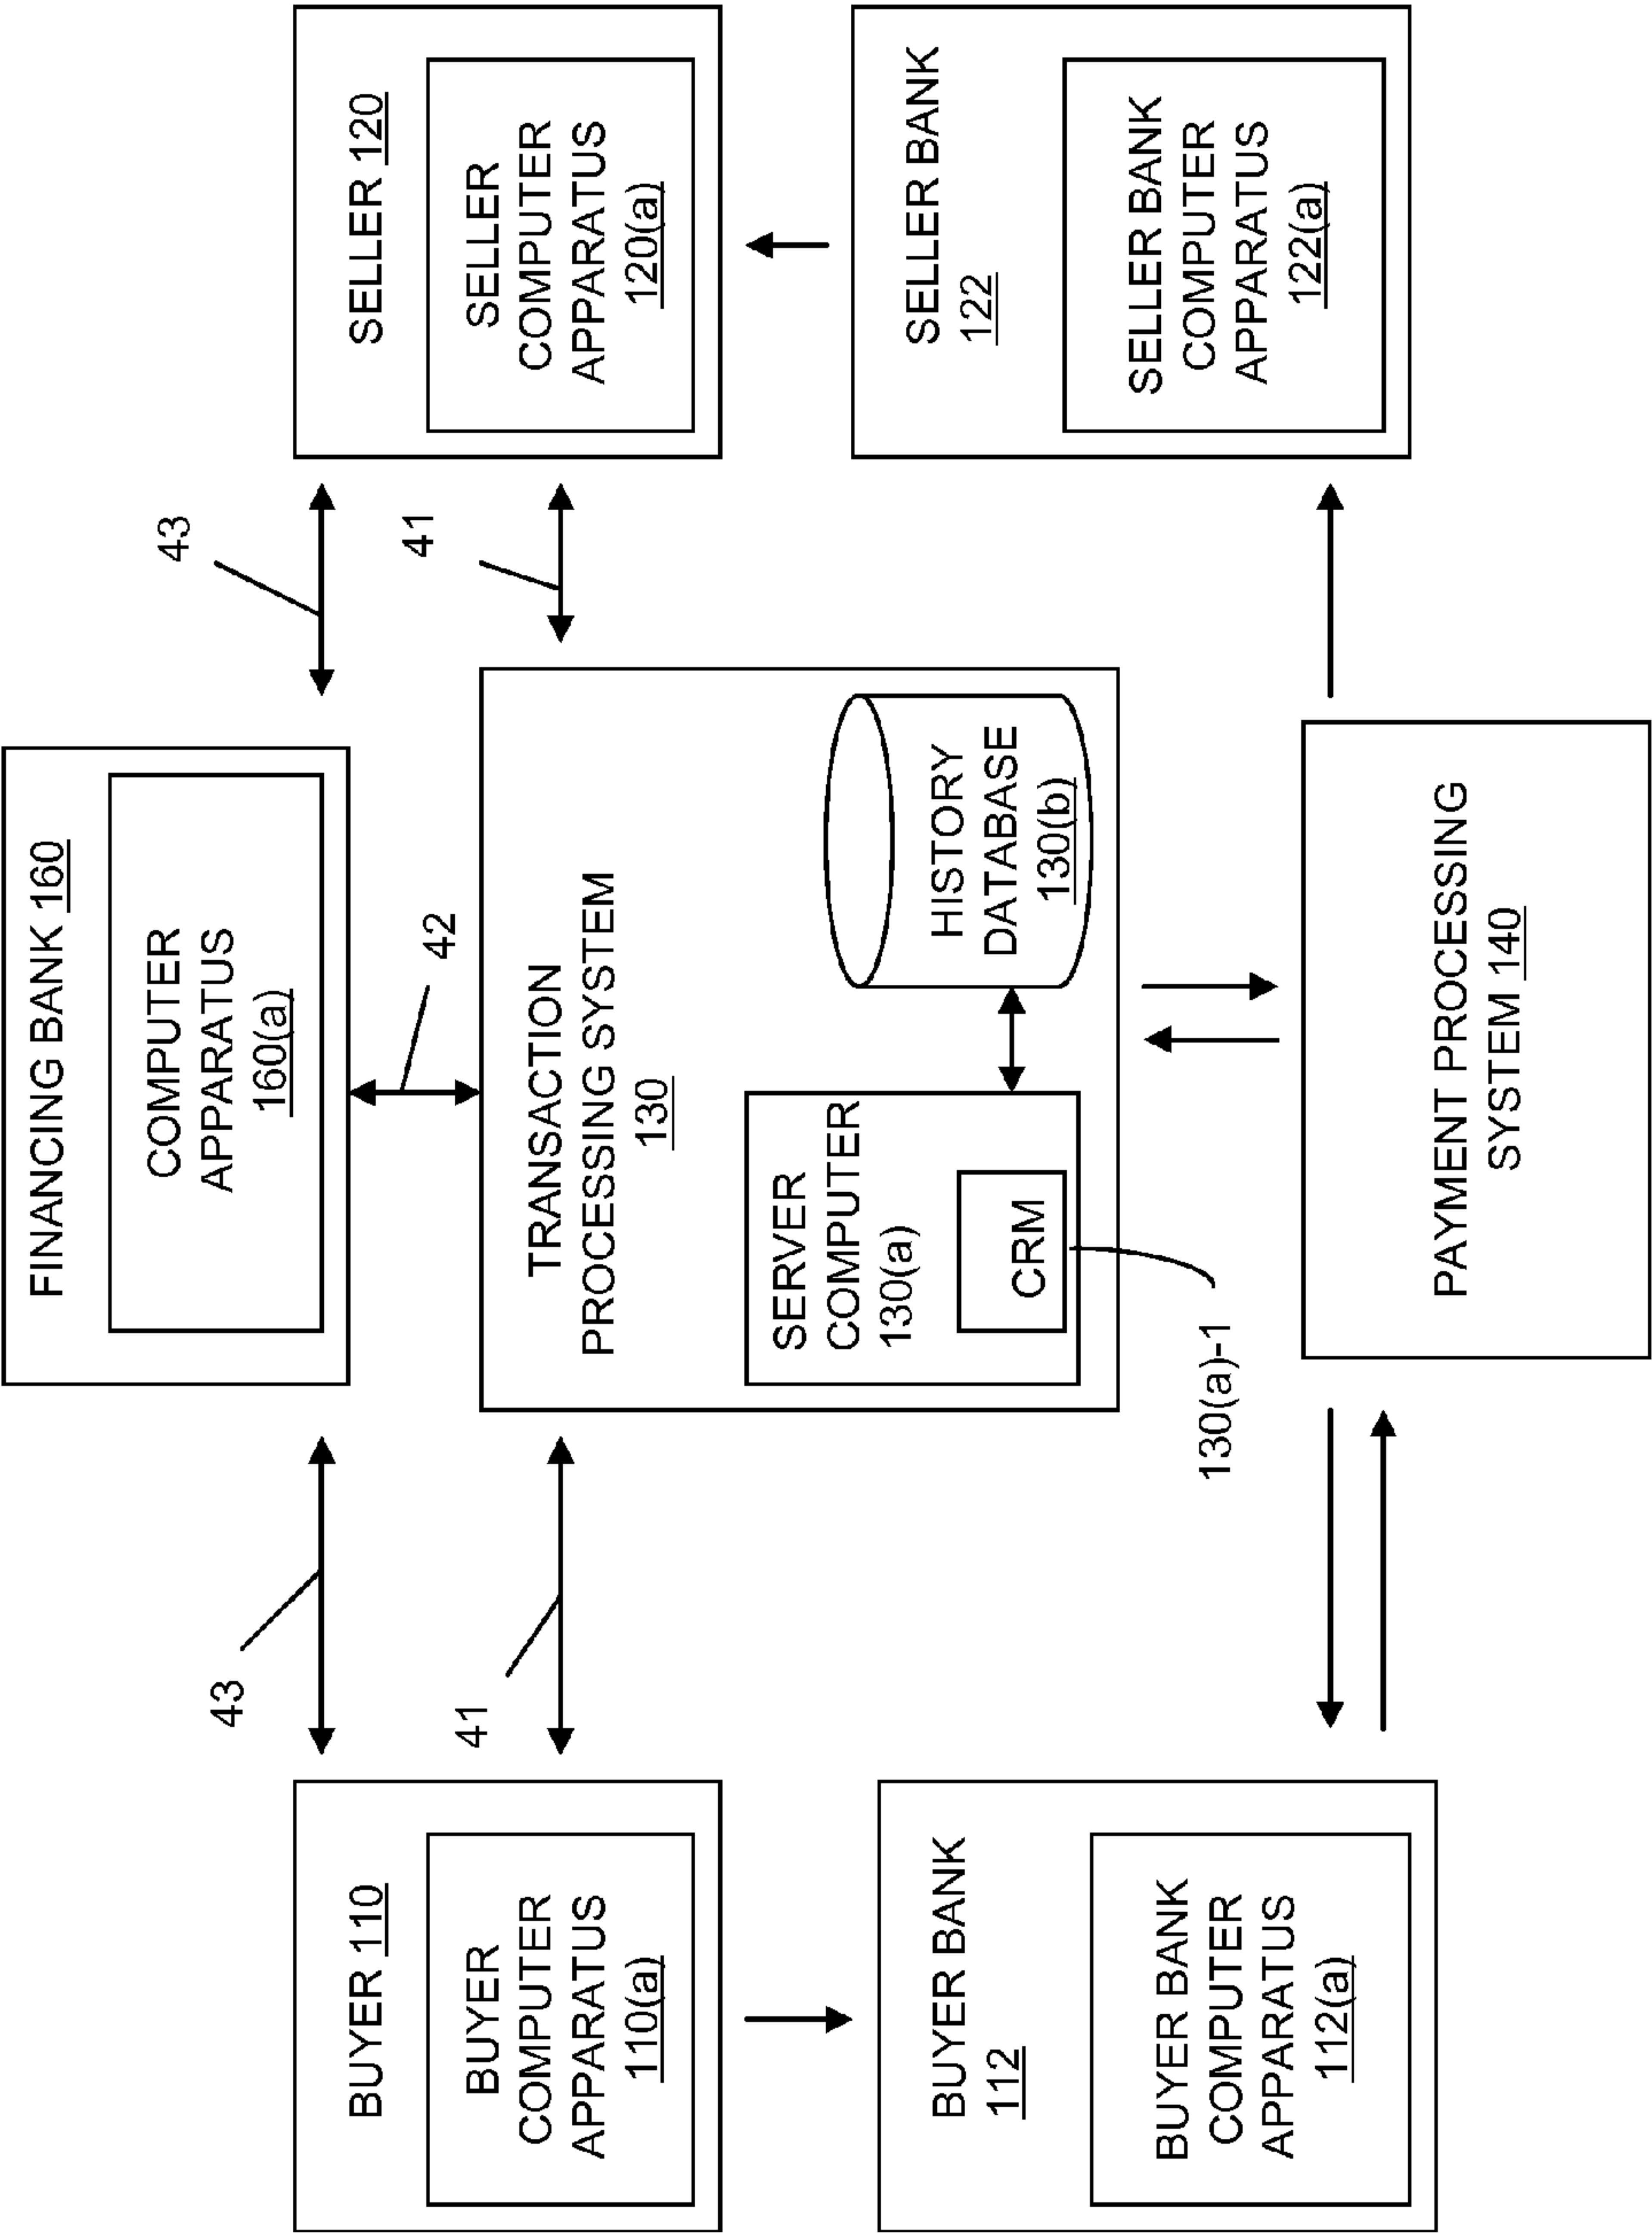 FINANCING BANK 160
COMPUTER
APPARATUS
160(a)
43
43
42
41
41
BUYER 110
BUYER
COMPUTER
APPARATUS
110(a)
TRANSACTION
PROCESSING SYSTEM
130
SERVER
COMPUTER
130(a)
CRM
HISTORY
DATABASE
130(b)
130(a)-1
SELLER 120
SELLER
COMPUTER
APPARATUS
120(a)
BUYER BANK
112
BUYER BANK
COMPUTER
APPARATUS
112(a)
PAYMENT PROCESSING
SYSTEM 140
SELLER BANK
122
SELLER BANK
COMPUTER
APPARATUS
122(a)